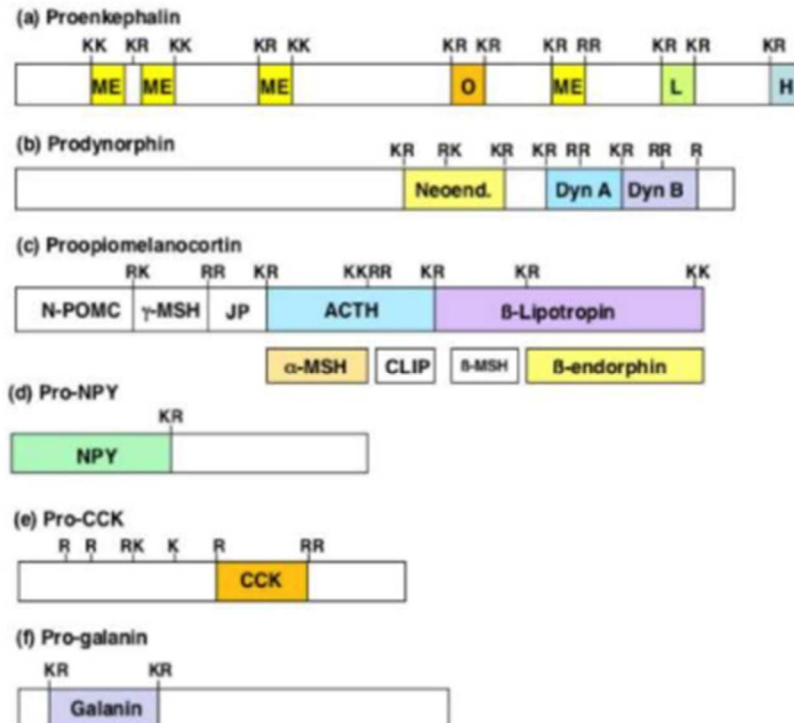 (a) Proenkephalin
KK KR KK KR KK KR KR KR RR KR KR KR
ME ME ME O ME L H
(b) Prodynorphin
KR RK KR KR RR KR RR R
Neoend. Dyn A Dyn B
(c) Proopiomelanocortin
RK RR KR KKRR KR KR KK
N-POMC γ-MSH JP ACTH ß-Lipotropin
α-MSH CLIP ß-MSH ß-endorphin
(d) Pro-NPY
KR
NPY
(e) Pro-CCK
R R RK K R RR
CCK
(f) Pro-galanin
KR KR
Galanin